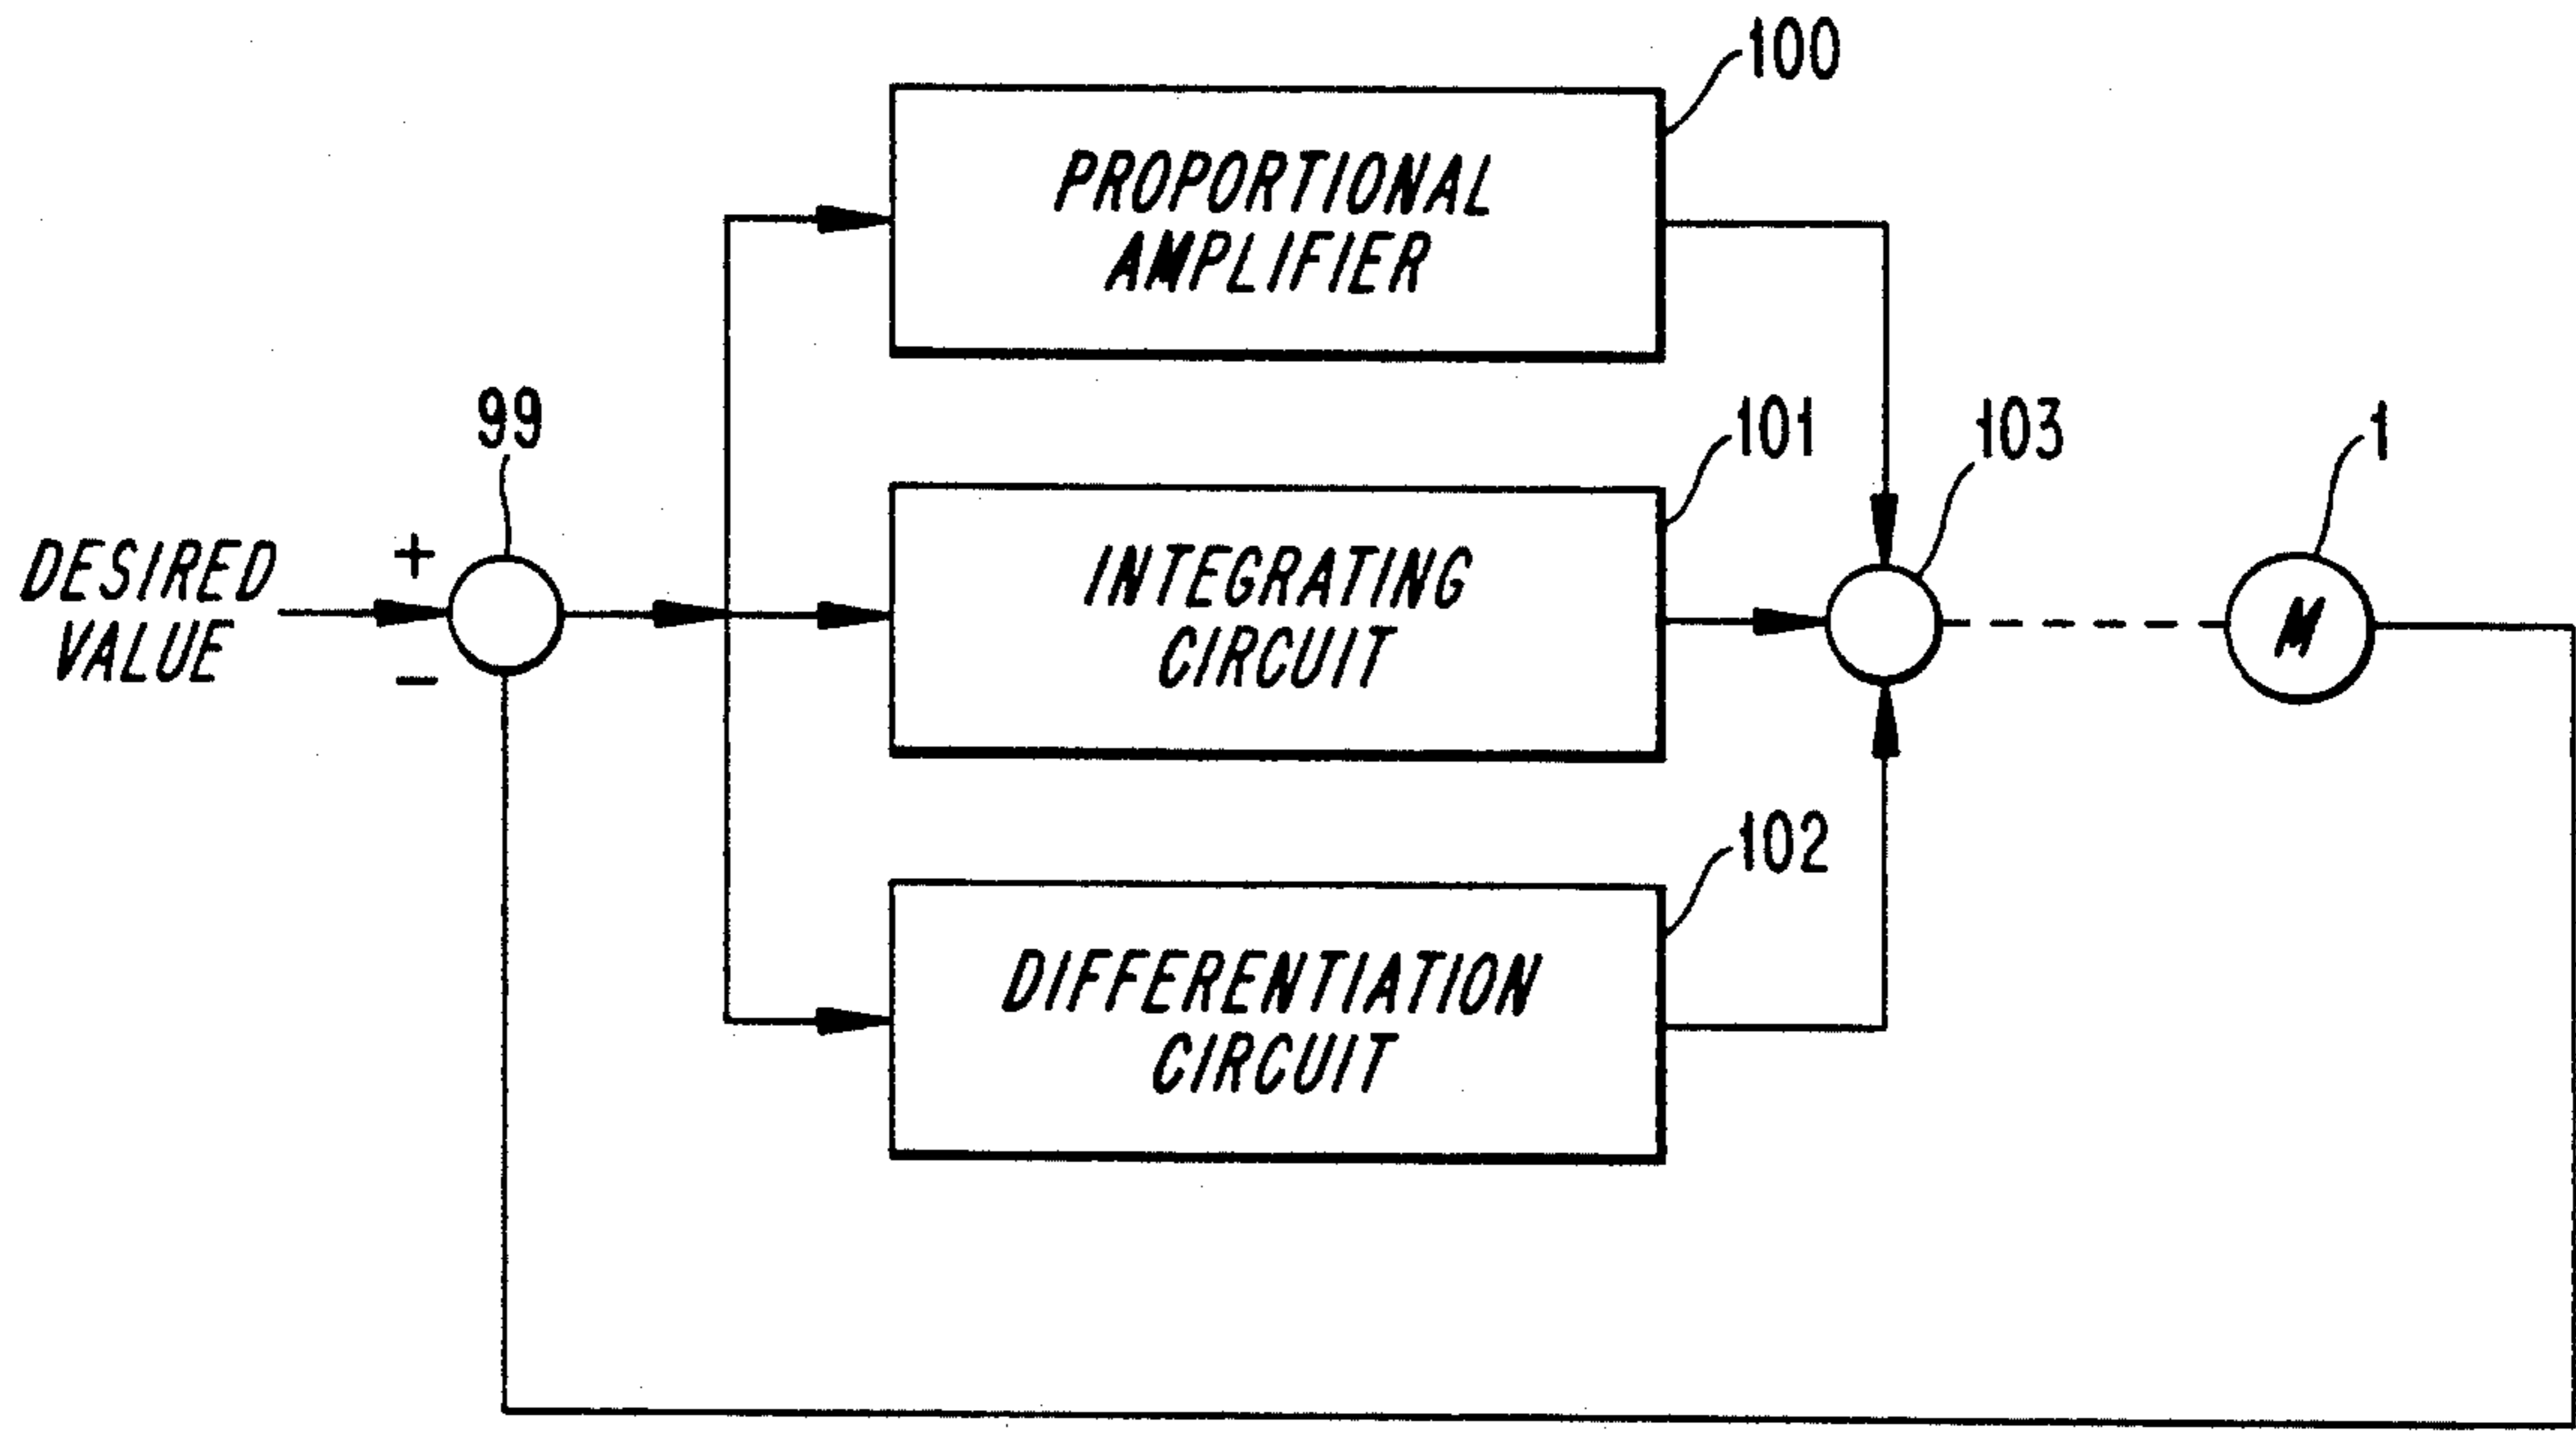 100
PROPORTIONAL
AMPLIFIER
99
101
103
1
+
DESIRED
VALUE
−
INTEGRATING
CIRCUIT
M
102
DIFFERENTIATION
CIRCUIT